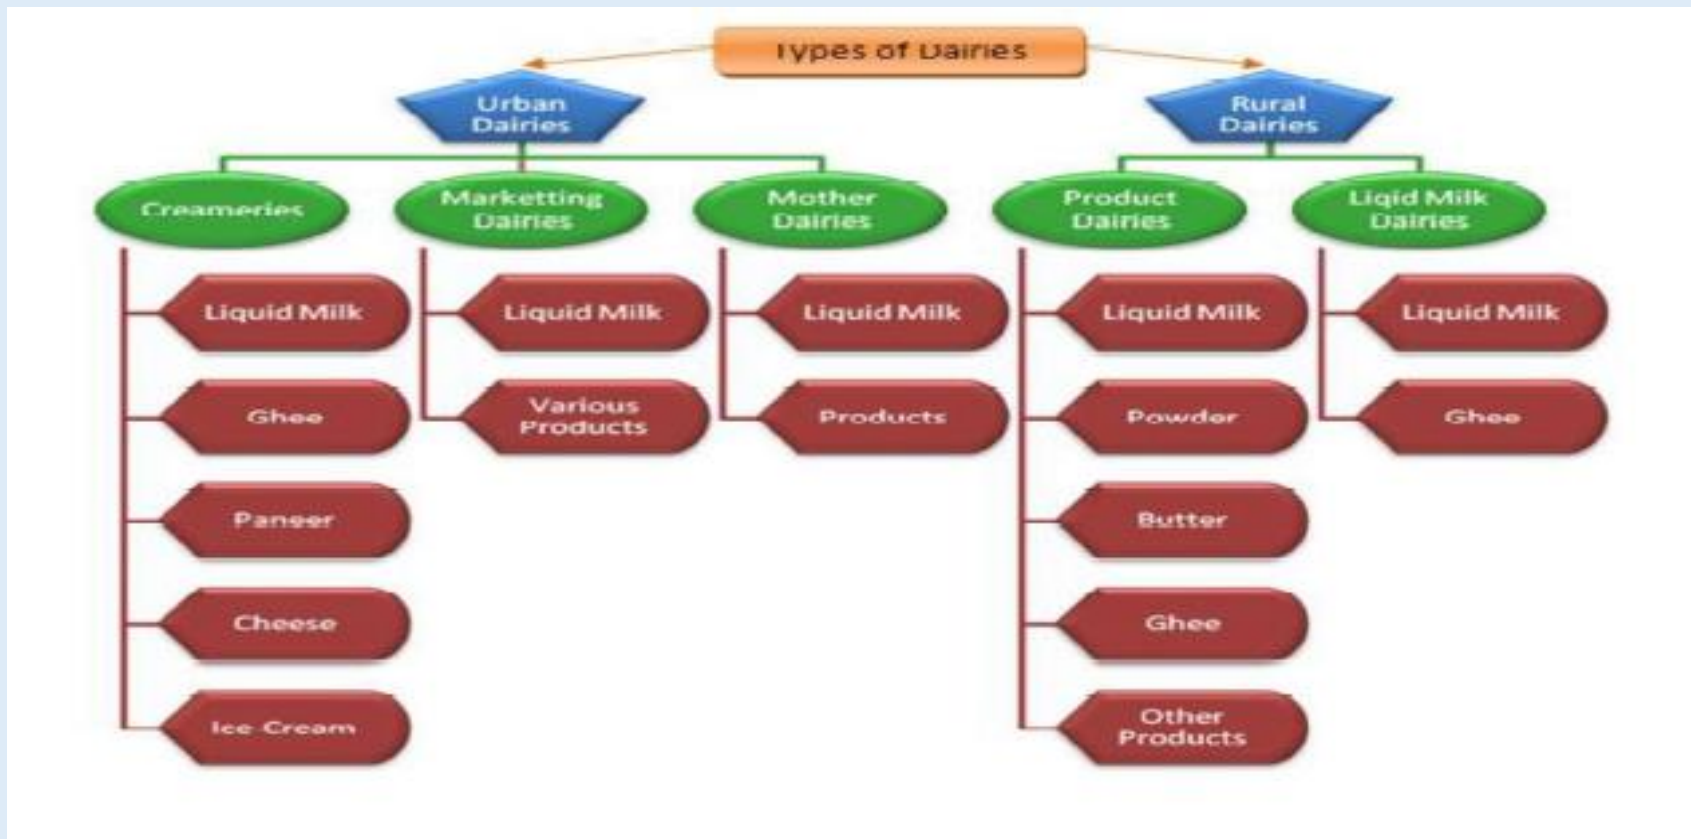 Types of Dairies
Urban
Dairies
Rural
Dairies
Creameries
Marketting
Dairies
Mother
Dairies
Product
Dairies
Liqid Milk
Dairies
Liquid Milk
Liquid Milk
Liquid Milk
Liquid Milk
Liquid Milk
Ghee
Various
Products
Products
Powder
Ghee
Paneer
Butter
Cheese
Ghee
Ice-Cream
Other
Products